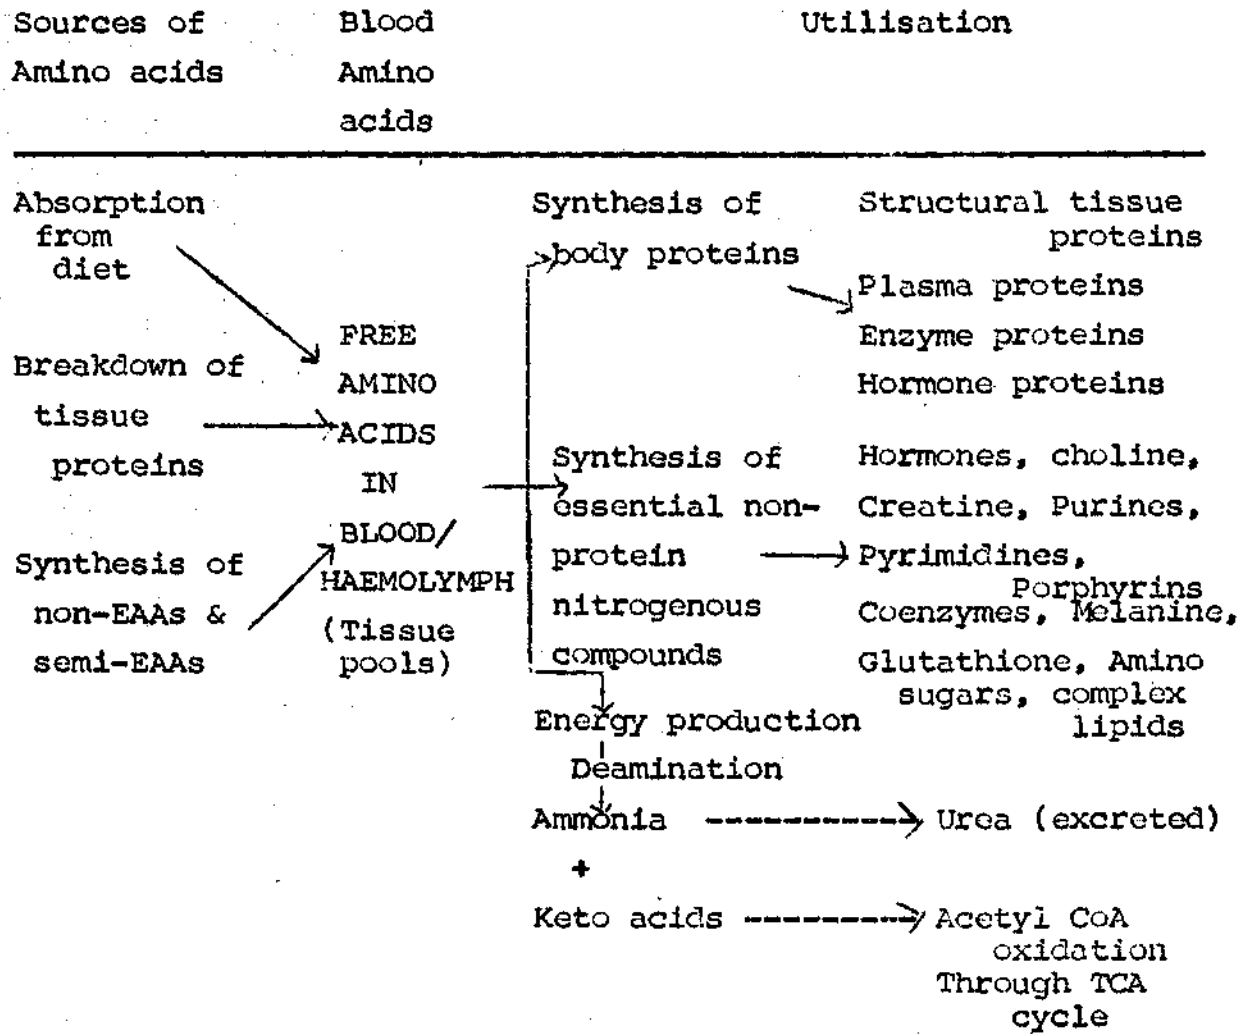 Sources of
Amino acids
Blood
Amino
acids
Utilisation
Absorption
from
diet
Breakdown of
tissue
proteins
Synthesis of
non-EAAs &
semi-EAAs
FREE
AMINO
ACIDS
IN
BLOOD/
HAEMOLYMPH
(Tissue
pools)
Synthesis of
body proteins
Structural tissue
proteins
Plasma proteins
Enzyme proteins
Hormone proteins
Synthesis of
essential non-
protein
nitrogenous
compounds
Hormones, choline,
Creatine, Purines,
Pyrimidines,
Porphyrins
Coenzymes, Melanine,
Glutathione, Amino
sugars, complex
lipids
Energy production
Deamination
Ammonia
Urea (excreted)
+
Keto acids
Acetyl CoA
oxidation
Through TCA
cycle